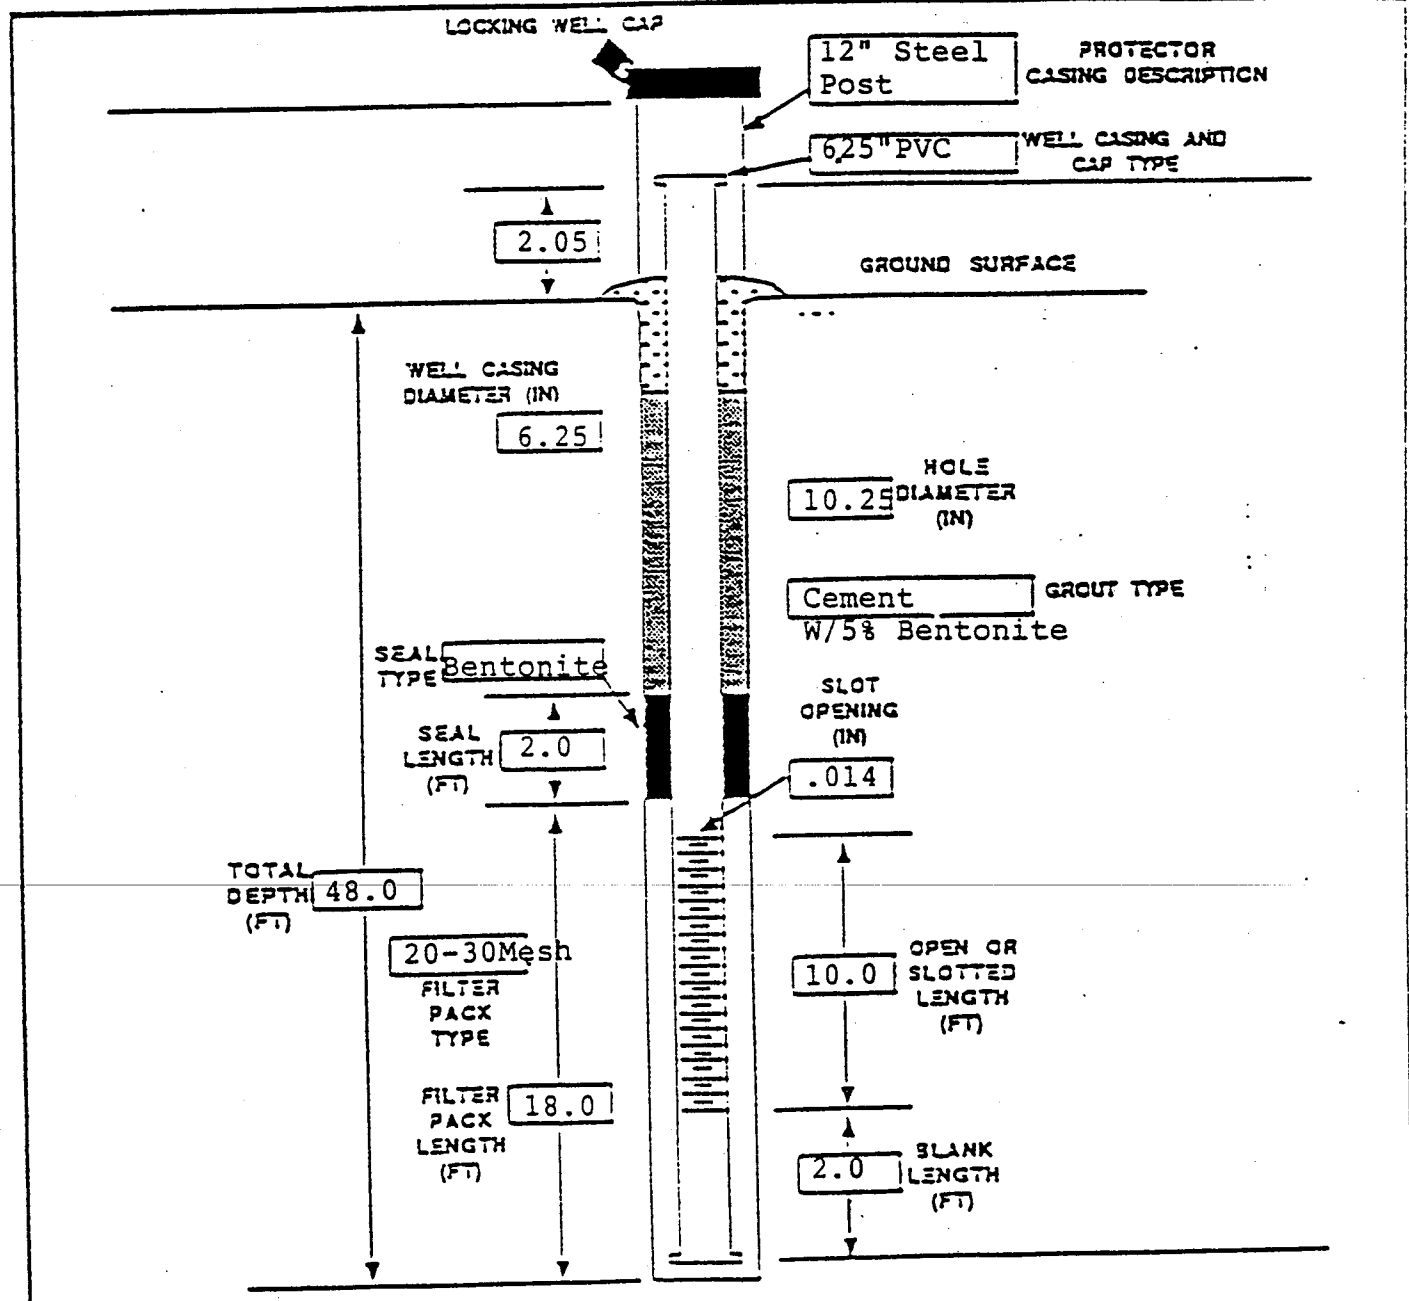 LOCKING WELL CAP
12" Steel
Post
PROTECTOR
CASING DESCRIPTION
6.25"PVC
WELL CASING AND
CAP TYPE
2.05
GROUND SURFACE
WELL CASING
DIAMETER (IN)
6.25
10.25
HOLE
DIAMETER
(IN)
Cement
W/5% Bentonite
GROUT TYPE
SEAL
TYPE
Bentonite
SLOT
OPENING
(IN)
.014
SEAL
LENGTH
(FT)
2.0
TOTAL
DEPTH
(FT)
48.0
20-30Mesh
FILTER
PACK
TYPE
10.0
OPEN OR
SLOTTED
LENGTH
(FT)
FILTER
PACK
LENGTH
(FT)
18.0
2.0
BLANK
LENGTH
(FT)